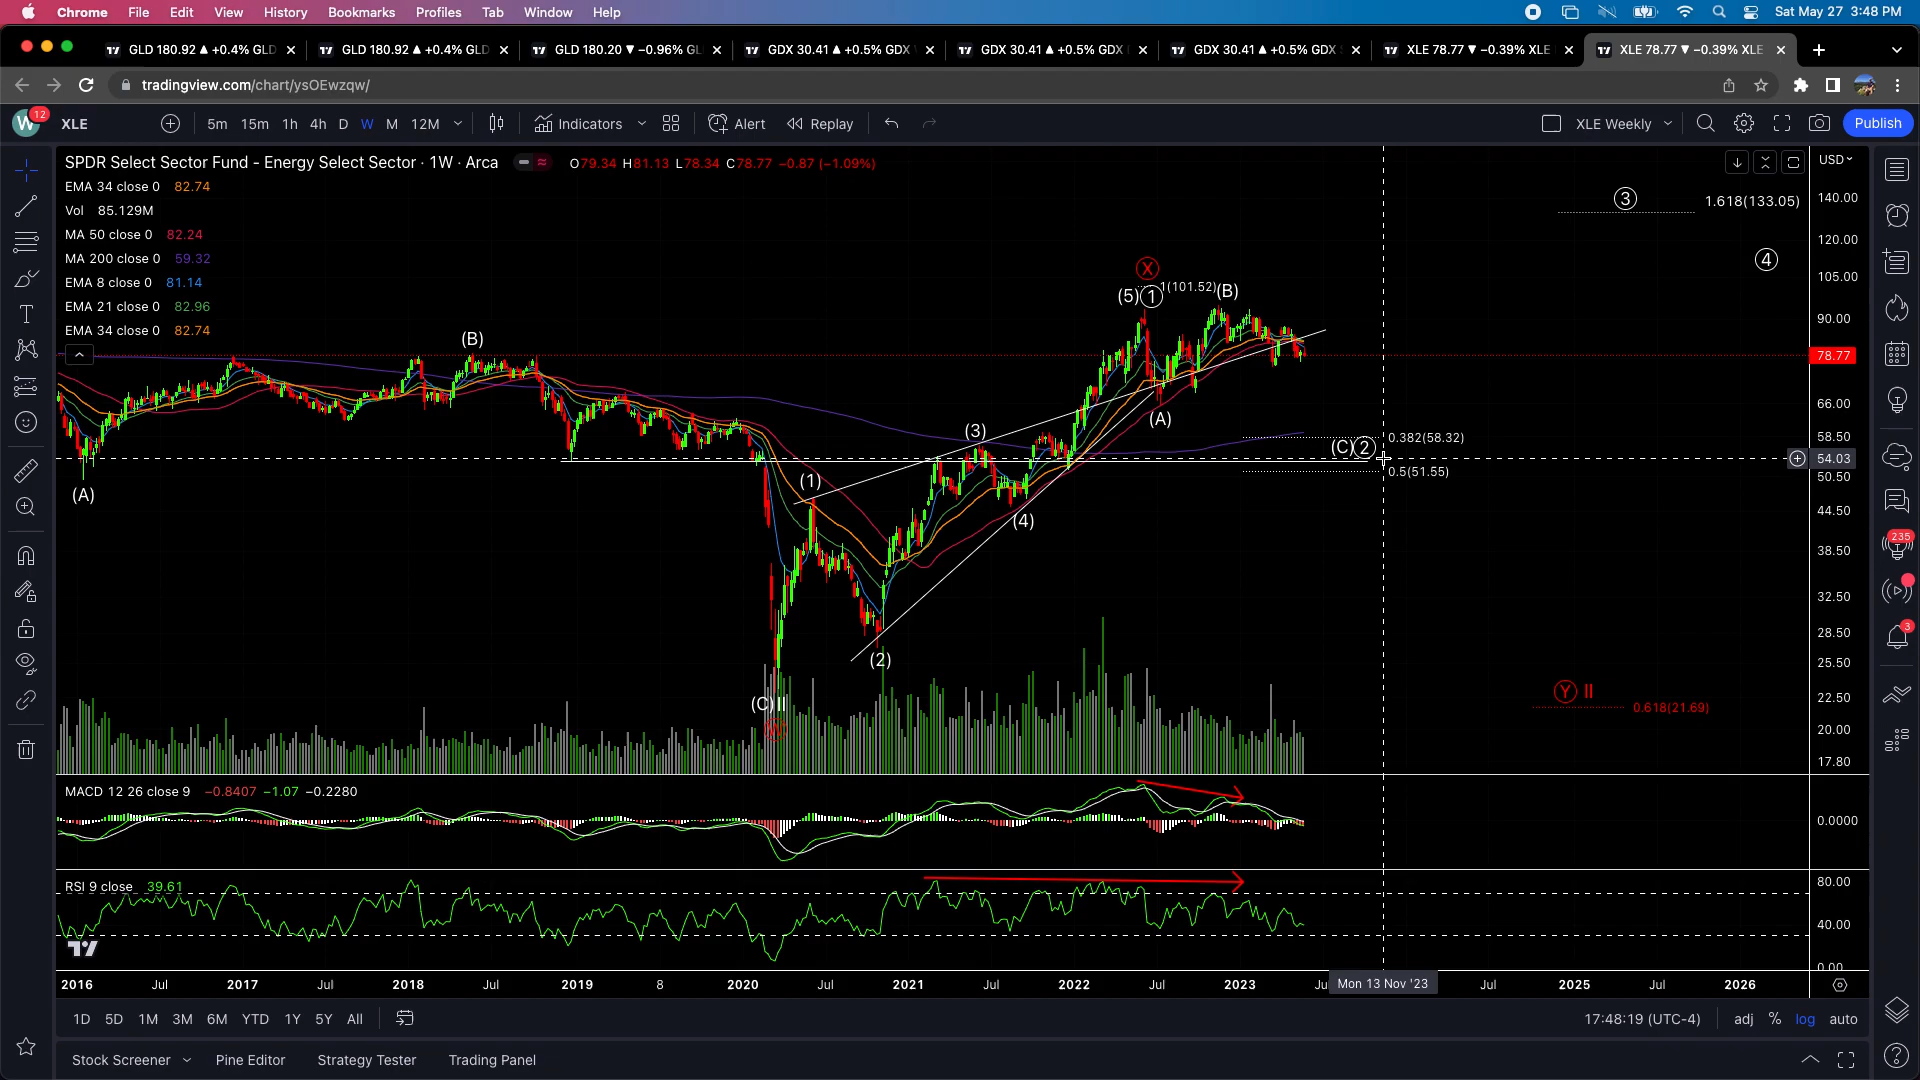 Chrome File Edit View History Bookmarks Profiles Tab Window Help Sat May 27 3:48 PM
GLD 180.92 ▲ +0.4% GLD GLD 180.92 ▲ +0.4% GLD GLD 180.20 ▼ −0.96% GL GDX 30.41 ▲ +0.5% GDX GDX 30.41 ▲ +0.5% GDX GDX 30.41 ▲ +0.5% GDX XLE 78.77 ▼ −0.39% XLE XLE 78.77 ▼ −0.39% XLE
tradingview.com/chart/ysOEwzqw/
W 12 XLE 5m 15m 1h 4h D W M 12M Indicators Alert Replay XLE Weekly Publish
SPDR Select Sector Fund - Energy Select Sector · 1W · Arca O79.34 H81.13 L78.34 C78.77 −0.87 (−1.09%) USD
EMA 34 close 0 82.74
Vol 85.129M
MA 50 close 0 82.24
MA 200 close 0 59.32
EMA 8 close 0 81.14
EMA 21 close 0 82.96
EMA 34 close 0 82.74
3 1.618(133.05)
4
X
(5) 1 1(101.52) (B)
(B)
(A)
(3)
(C) 2 0.382(58.32)
0.5(51.55)
(A)
(1)
(4)
(2)
(C) II
W
Y II
0.618(21.69)
140.00
120.00
105.00
90.00
78.77
66.00
58.50
54.03
50.50
44.50
38.50
32.50
28.50
25.50
22.50
20.00
17.80
235
3
MACD 12 26 close 9 −0.8407 −1.07 −0.2280
0.0000
RSI 9 close 39.61
80.00
40.00
0.00
2016 Jul 2017 Jul 2018 Jul 2019 8 2020 Jul 2021 Jul 2022 Jul 2023 Ju Mon 13 Nov '23 Jul 2025 Jul 2026
1D 5D 1M 3M 6M YTD 1Y 5Y All 17:48:19 (UTC-4) adj % log auto
Stock Screener Pine Editor Strategy Tester Trading Panel